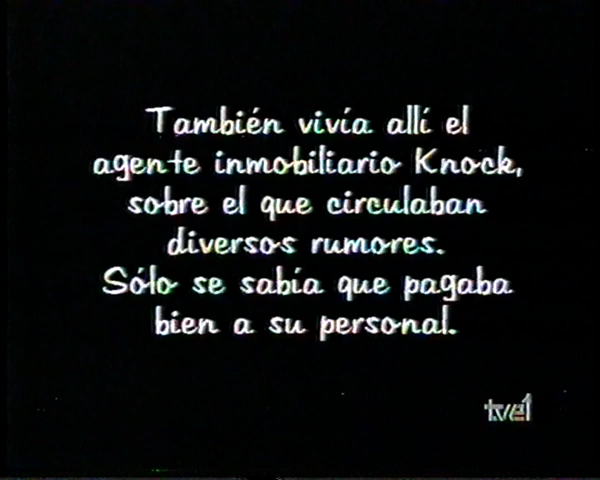 También vivía allí el
agente inmobiliario Knock,
sobre el que circulaban
diversos rumores.
Sólo se sabía que pagaba
bien a su personal.
tve1